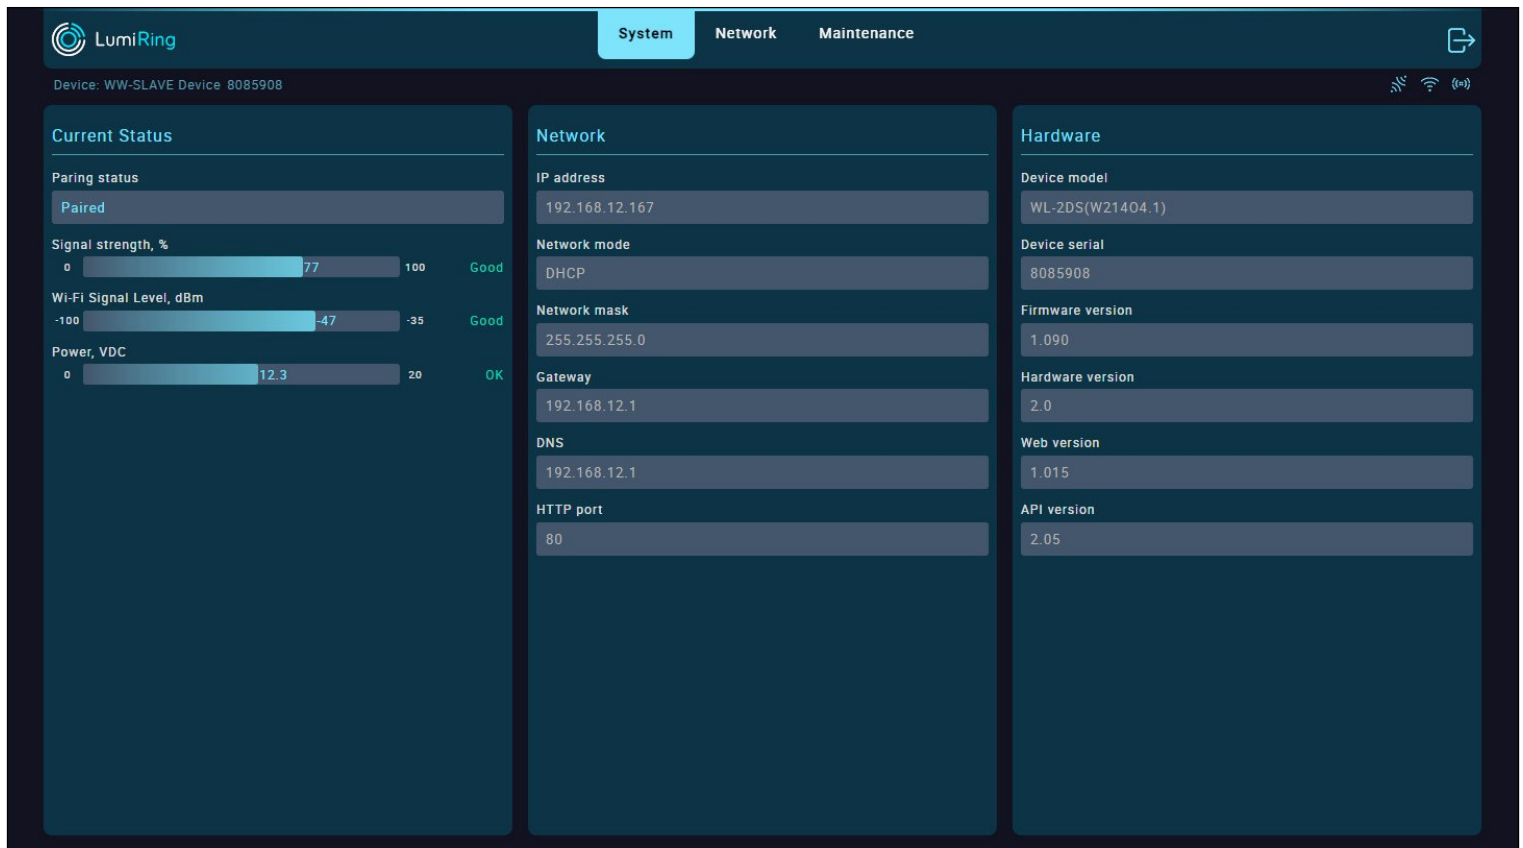 LumiRing
System Network Maintenance
Device: WW-SLAVE Device 8085908
Current Status
Paring status
Paired
Signal strength, %
0 77 100 Good
Wi-Fi Signal Level, dBm
-100 -47 -35 Good
Power, VDC
0 12.3 20 OK
Network
IP address
192.168.12.167
Network mode
DHCP
Network mask
255.255.255.0
Gateway
192.168.12.1
DNS
192.168.12.1
HTTP port
80
Hardware
Device model
WL-2DS(W214O4.1)
Device serial
8085908
Firmware version
1.090
Hardware version
2.0
Web version
1.015
API version
2.05